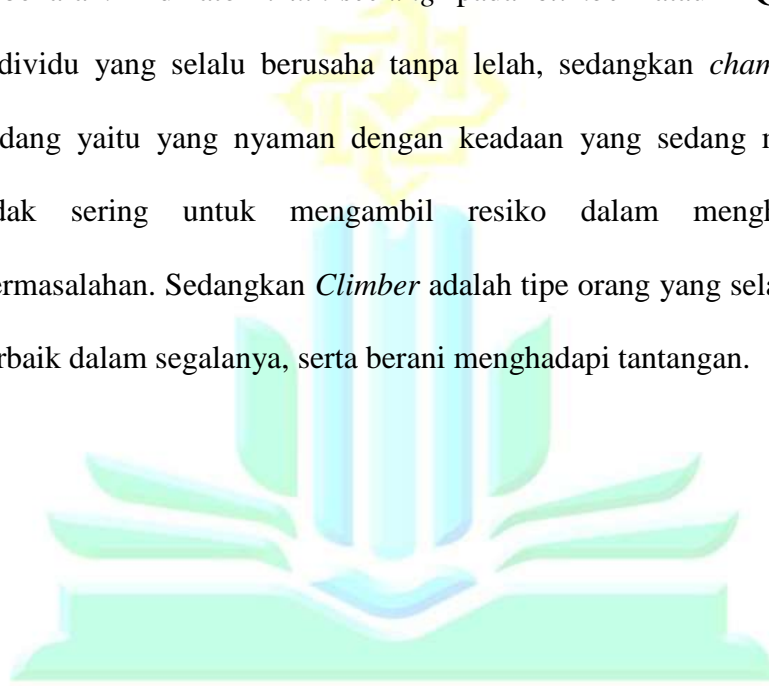 dividu yang selalu berusaha tanpa lelah, sedangkan cham
dang yaitu yang nyaman dengan keadaan yang sedang
dak sering untuk mengambil resiko dalam mengh
ermasalahan. Sedangkan Climber adalah tipe orang yang sela
rbaik dalam segalanya, serta berani menghadapi tantangan.